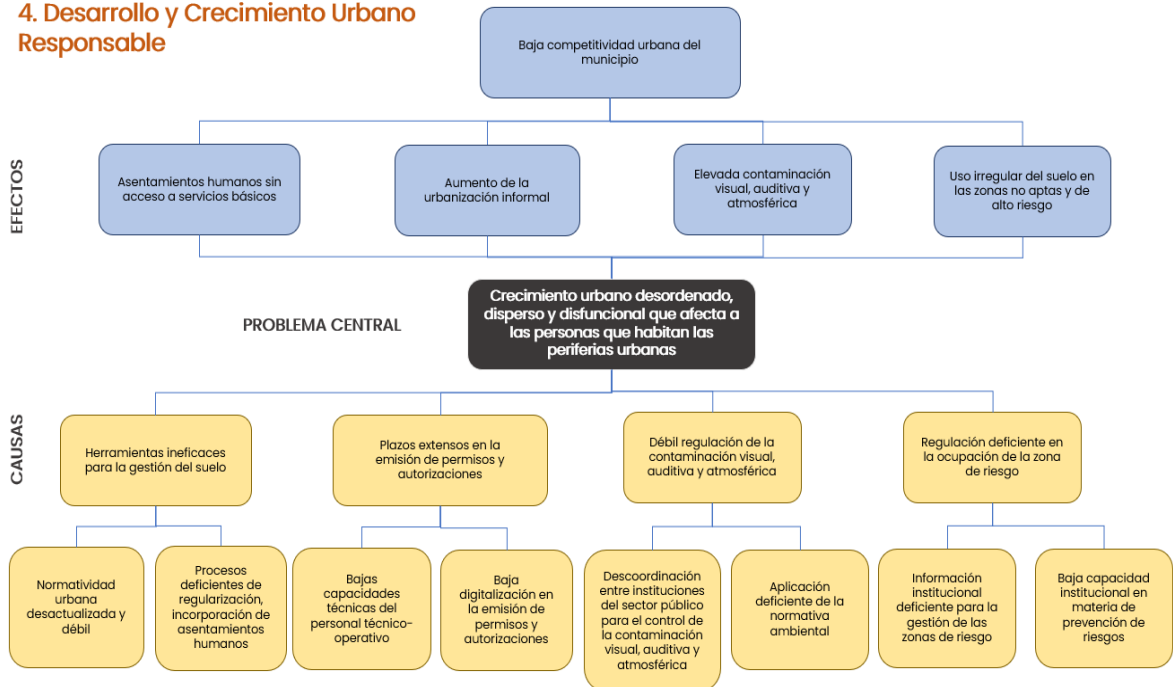 4. Desarrollo y Crecimiento Urbano
Responsable
Baja competitividad urbana del
municipio
EFECTOS
Asentamientos humanos sin
acceso a servicios básicos
Aumento de la
urbanización informal
Elevada contaminación
visual, auditiva y
atmosférica
Uso irregular del suelo en
las zonas no aptas y de
alto riesgo
PROBLEMA CENTRAL
Crecimiento urbano desordenado,
disperso y disfuncional que afecta a
las personas que habitan las
periferias urbanas
CAUSAS
Herramientas ineficaces
para la gestión del suelo
Plazos extensos en la
emisión de permisos y
autorizaciones
Débil regulación de la
contaminación visual,
auditiva y atmosférica
Regulación deficiente en
la ocupación de la zona
de riesgo
Normatividad
urbana
desactualizada y
débil
Procesos
deficientes de
regularización,
incorporación de
asentamientos
humanos
Bajas
capacidades
técnicas del
personal técnico-
operativo
Baja
digitalización en
la emisión de
permisos y
autorizaciones
Descoordinación
entre instituciones
del sector público
para el control de
la contaminación
visual, auditiva y
atmosférica
Aplicación
deficiente de la
normativa
ambiental
Información
institucional
deficiente para la
gestión de las
zonas de riesgo
Baja capacidad
institucional en
materia de
prevención de
riesgos